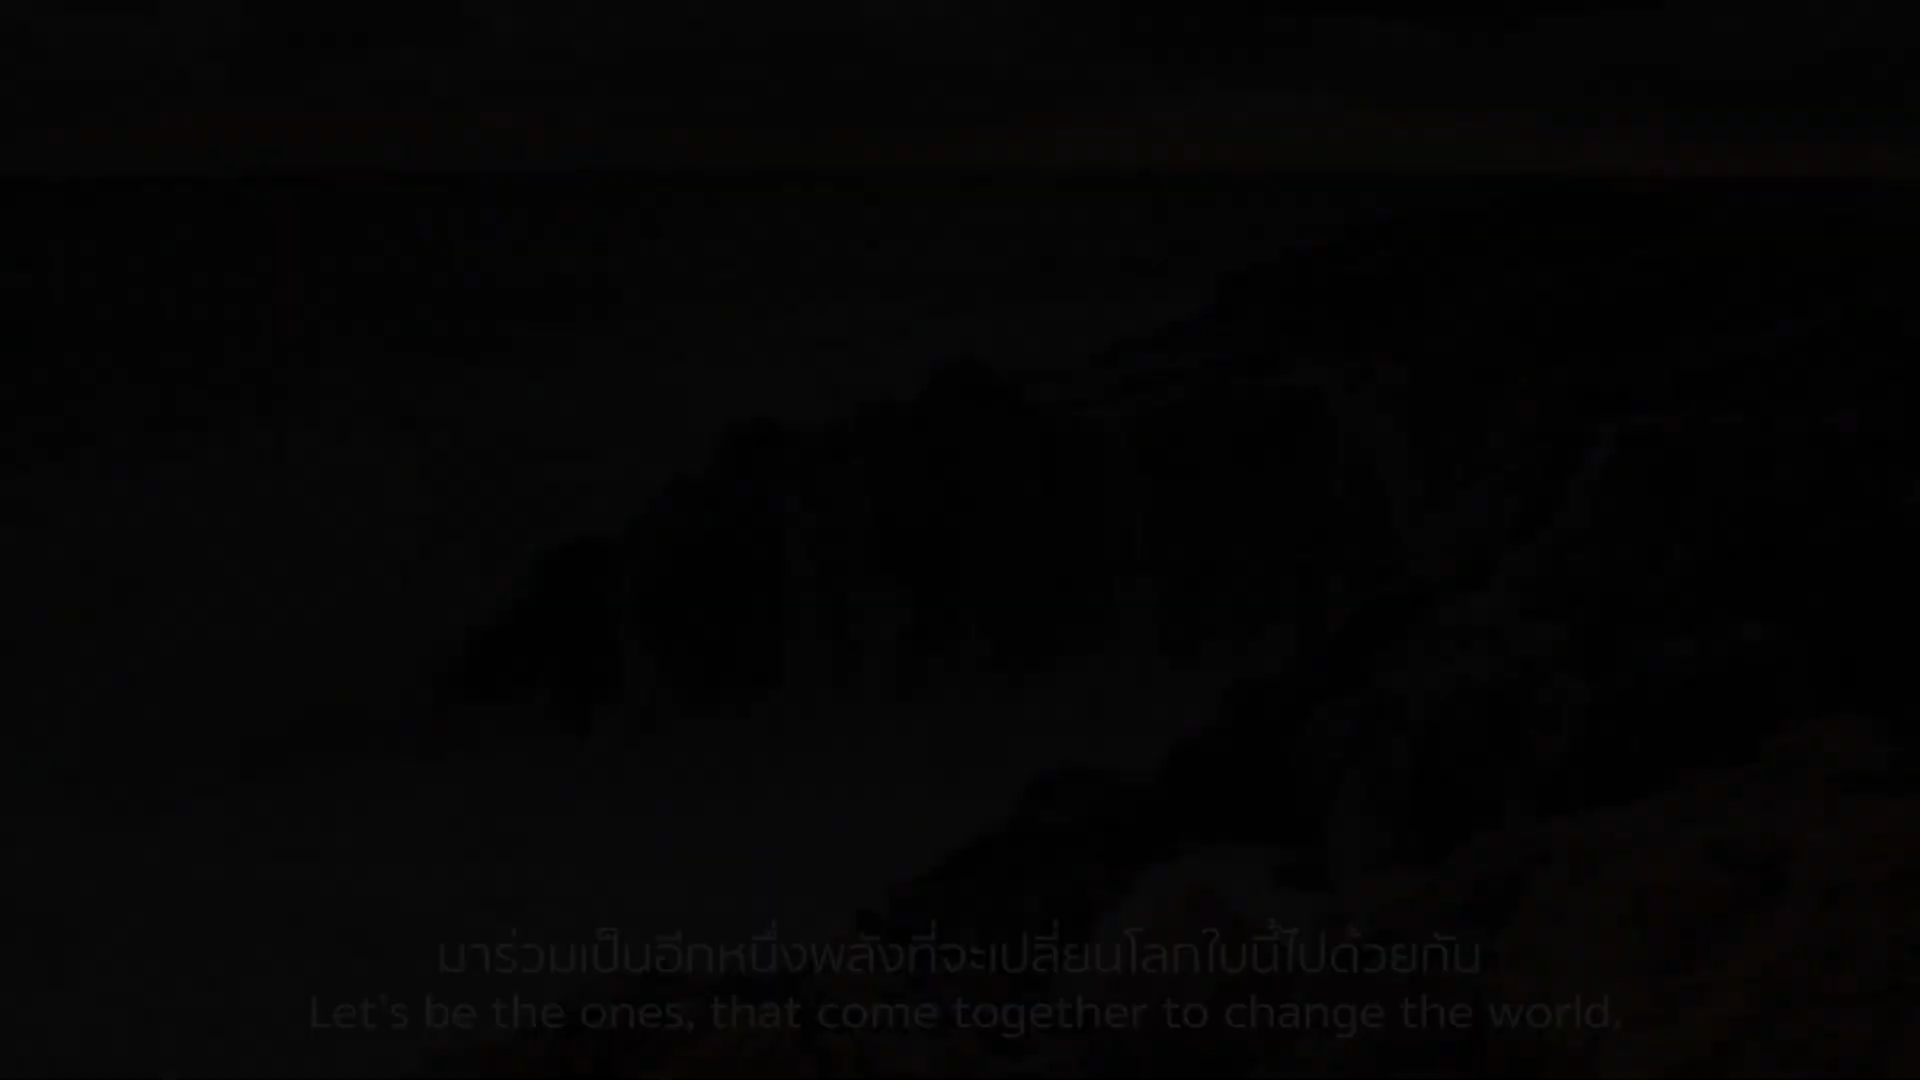 มาร่วมเป็นอีกหนึ่งพลังที่จะเปลี่ยนโลกใบนี้ไปด้วยกัน
Let's be the ones, that come together to change the world.